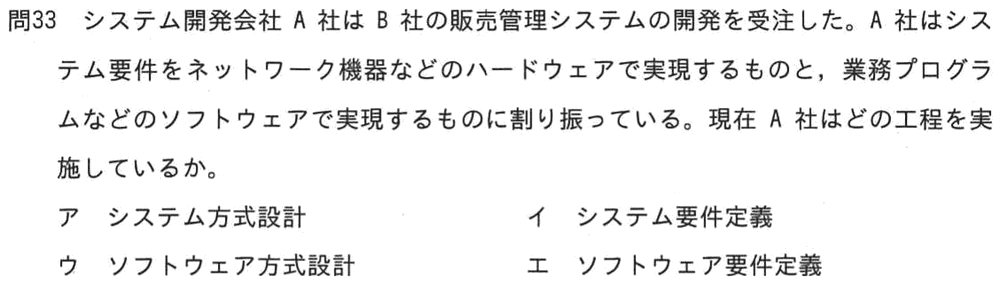 問33 システム開発会社 A 社は B 社の販売管理システムの開発を受注した。A 社はシス
テム要件をネットワーク機器などのハードウェアで実現するものと，業務プログラ
ムなどのソフトウェアで実現するものに割り振っている。現在 A 社はどの工程を実
施しているか。
ア システム方式設計 イ システム要件定義
ウ ソフトウェア方式設計 エ ソフトウェア要件定義